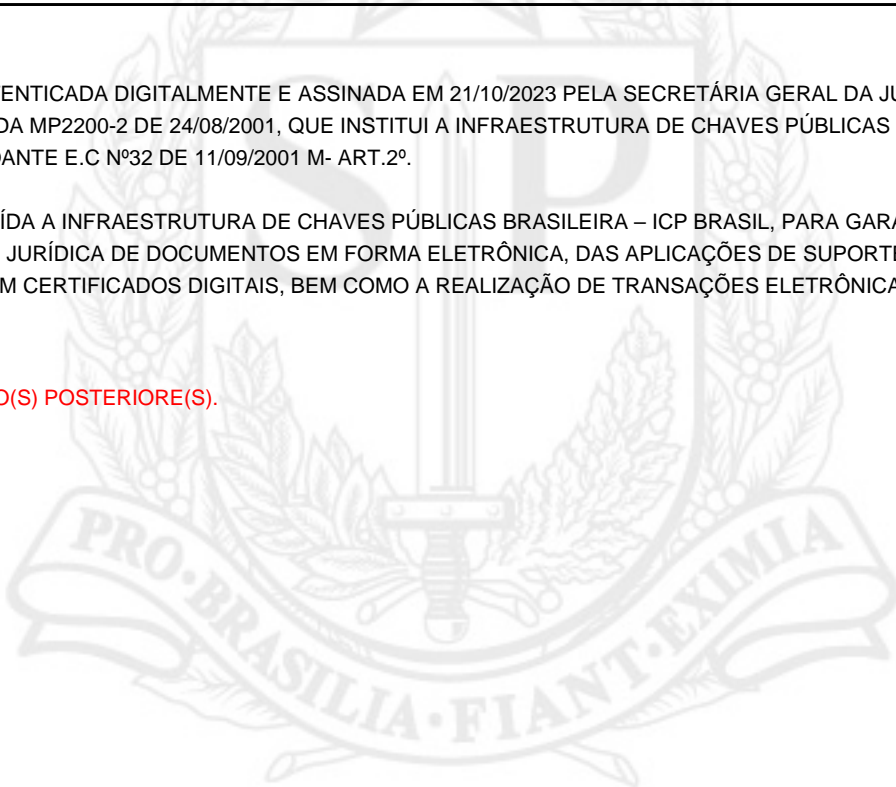 ENTICADA DIGITALMENTE E ASSINADA EM 21/10/2023 PELA SECRETÁRIA GERAL DA JU
DA MP2200-2 DE 24/08/2001, QUE INSTITUI A INFRAESTRUTURA DE CHAVES PÚBLICAS
DANTE E.C Nº32 DE 11/09/2001 M- ART.2º.
ÍDA A INFRAESTRUTURA DE CHAVES PÚBLICAS BRASILEIRA – ICP BRASIL, PARA GARA
JURÍDICA DE DOCUMENTOS EM FORMA ELETRÔNICA, DAS APLICAÇÕES DE SUPORTE
M CERTIFICADOS DIGITAIS, BEM COMO A REALIZAÇÃO DE TRANSAÇÕES ELETRÔNICA
O(S) POSTERIORE(S).
SP
PRO·BRASILIA·FIANT·EXIMIA